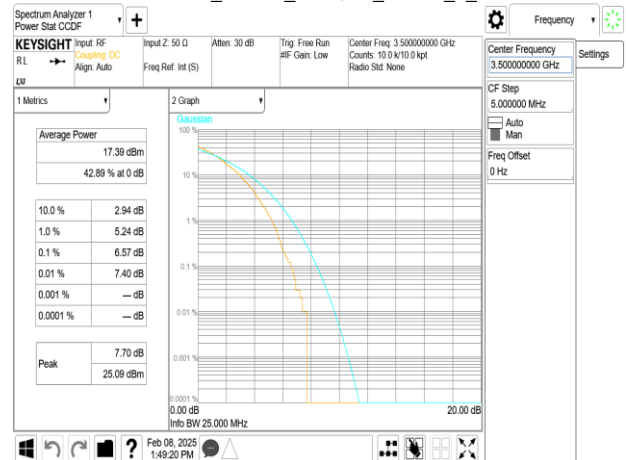 Spectrum Analyzer 1
Power Stat CCDF
Frequency
KEYSIGHT
RL
Input: RF
Coupling: DC
Align: Auto
Input Z: 50 Ω
Freq Ref: Int (S)
Atten: 30 dB
Trig: Free Run
#IF Gain: Low
Center Freq: 3.500000000 GHz
Counts: 10.0 k/10.0 kpt
Radio Std: None
Center Frequency
3.500000000 GHz
Settings
CF Step
5.000000 MHz
Auto
Man
Freq Offset
0 Hz
1 Metrics
Average Power
17.39 dBm
42.89 % at 0 dB
10.0 % 2.94 dB
1.0 % 5.24 dB
0.1 % 6.57 dB
0.01 % 7.40 dB
0.001 % --- dB
0.0001 % --- dB
Peak
7.70 dB
25.09 dBm
2 Graph
Gaussian
100 %
10 %
1 %
0.1 %
0.01 %
0.001 %
0.0001 %
0.00 dB 20.00 dB
Info BW 25.000 MHz
?
Feb 08, 2025
1:49:20 PM